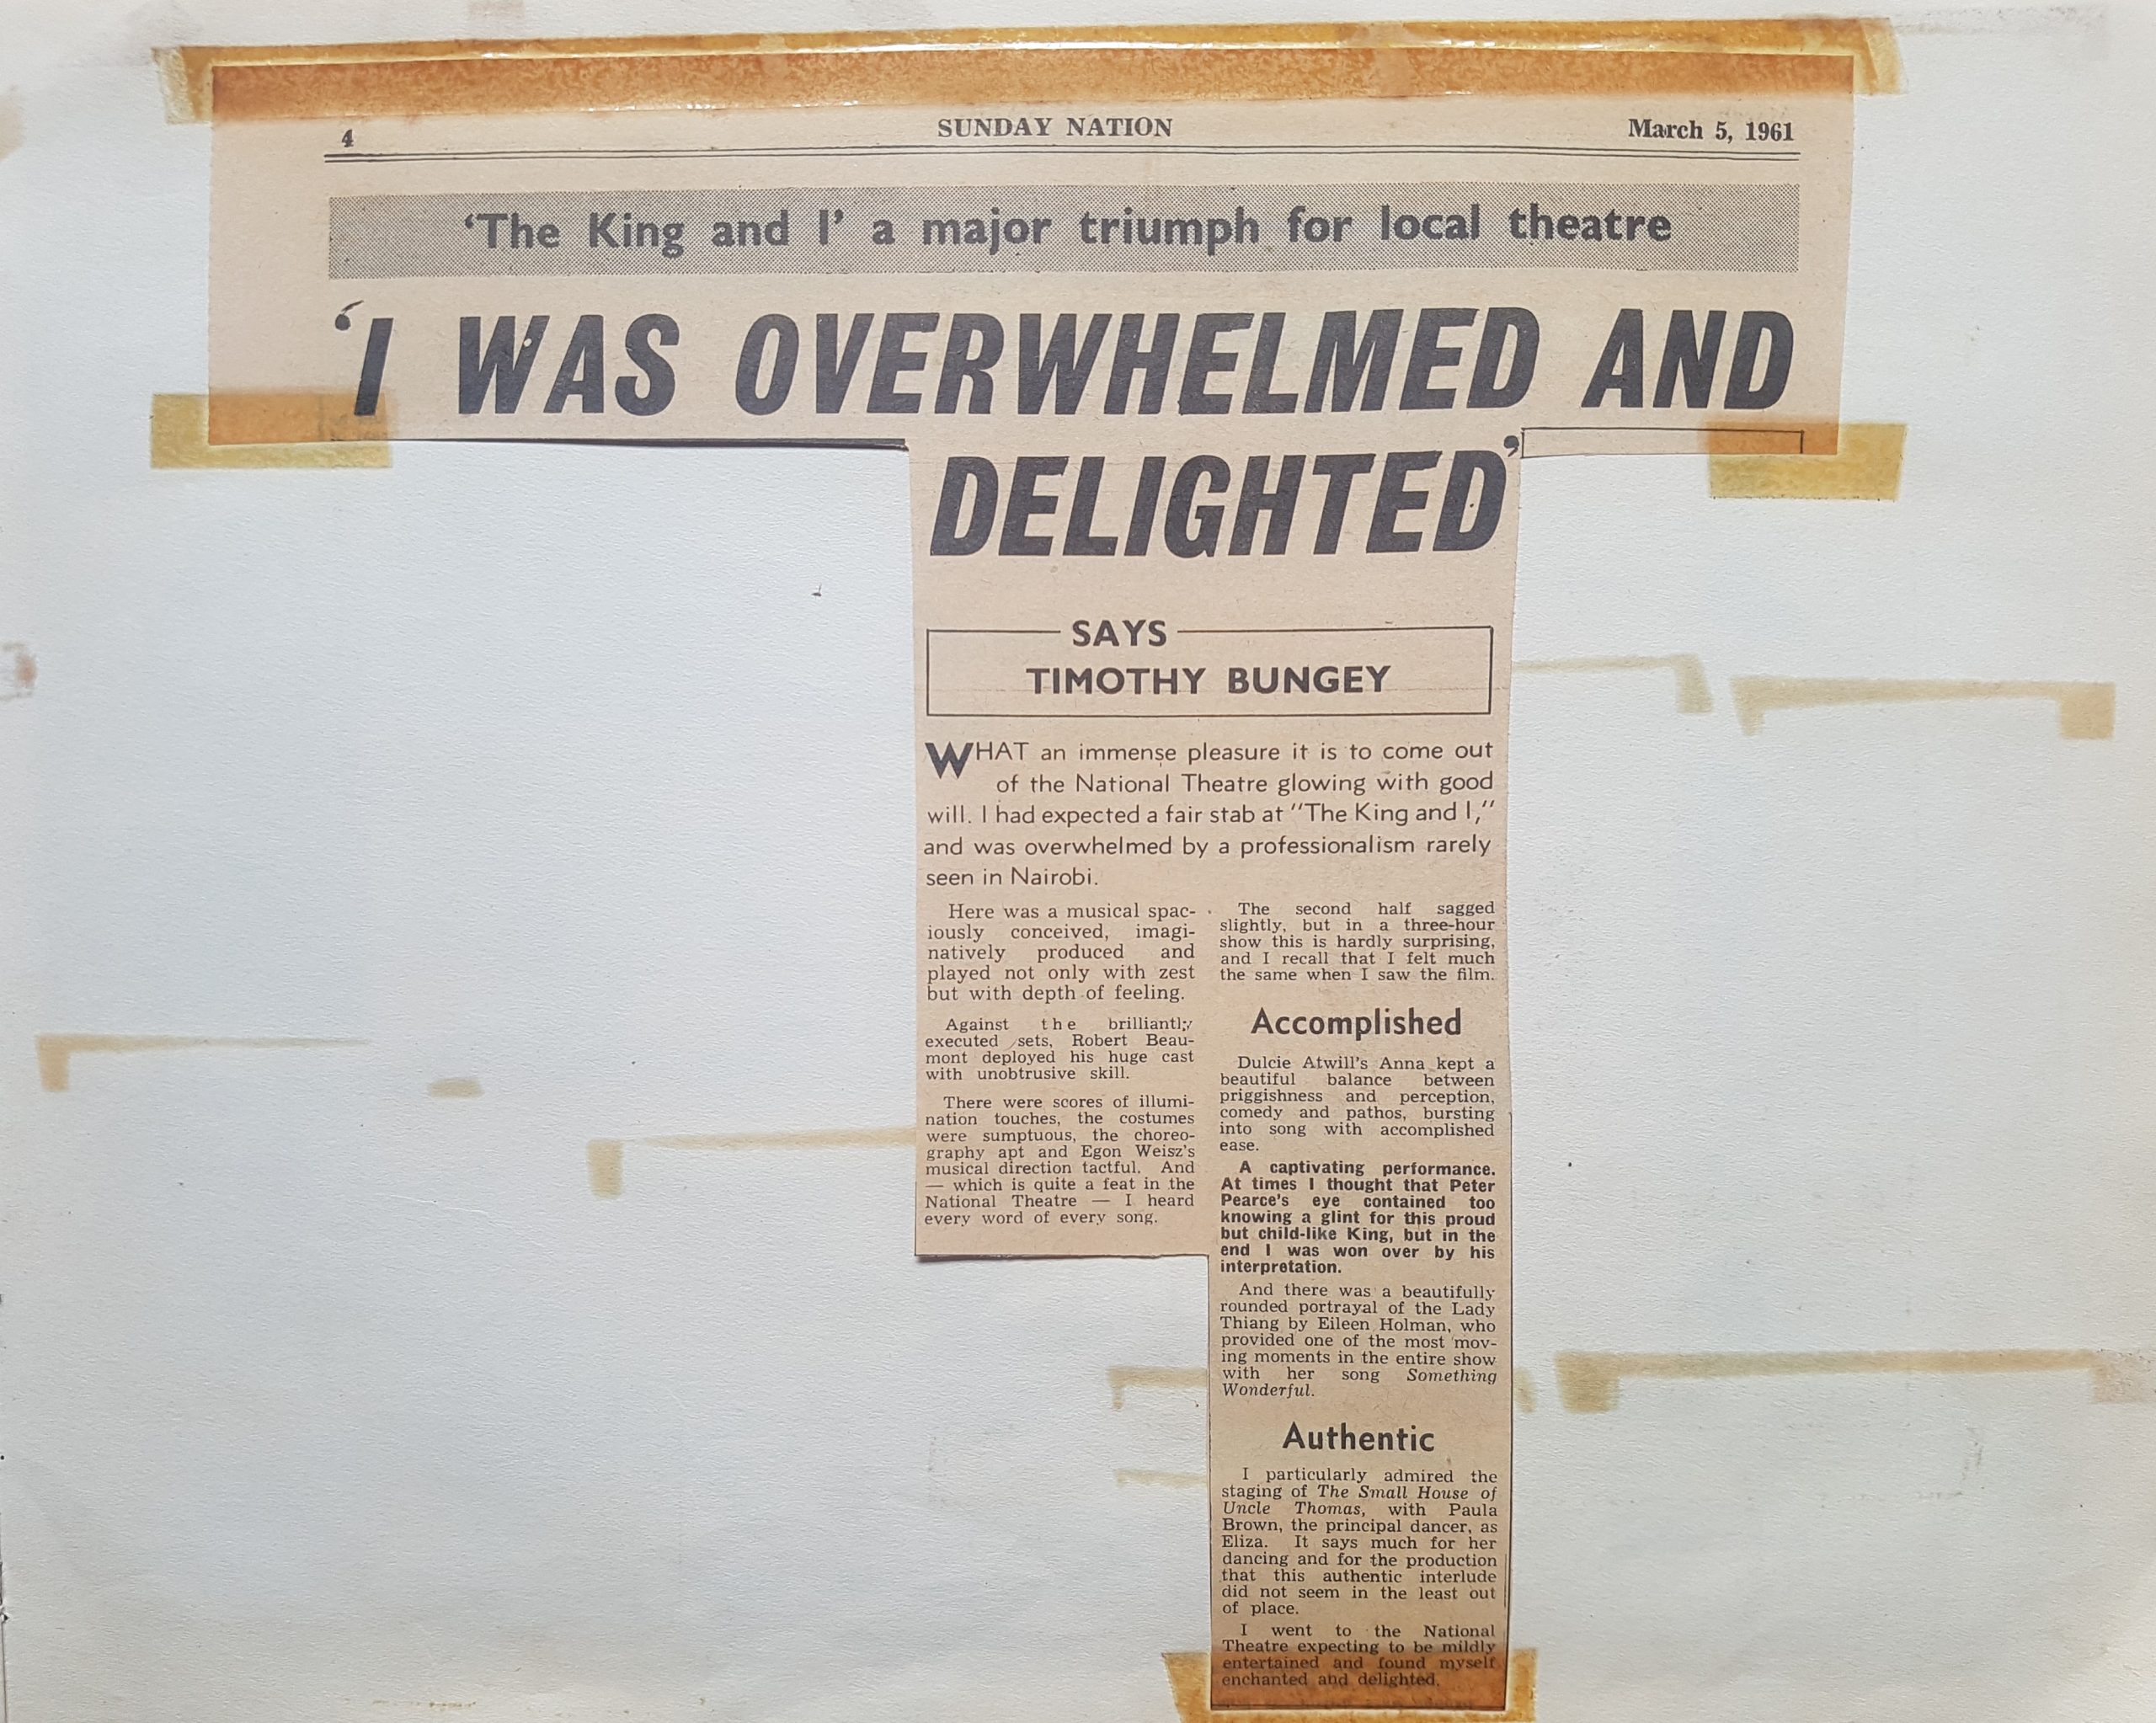 4 SUNDAY NATION March 5, 1961
‘The King and I’ a major triumph for local theatre
‘I WAS OVERWHELMED AND
DELIGHTED’
SAYS
TIMOTHY BUNGEY
WHAT an immense pleasure it is to come out
of the National Theatre glowing with good
will. I had expected a fair stab at “The King and I,”
and was overwhelmed by a professionalism rarely
seen in Nairobi.
Here was a musical spac-
iously conceived, imagi-
natively produced and
played not only with zest
but with depth of feeling.
Against the brilliantly
executed sets, Robert Beau-
mont deployed his huge cast
with unobtrusive skill.
There were scores of illumi-
nation touches, the costumes
were sumptuous, the choreo-
graphy apt and Egon Weisz's
musical direction tactful. And
— which is quite a feat in the
National Theatre — I heard
every word of every song.
The second half sagged
slightly, but in a three-hour
show this is hardly surprising,
and I recall that I felt much
the same when I saw the film.
Accomplished
Dulcie Atwill's Anna kept a
beautiful balance between
priggishness and perception,
comedy and pathos, bursting
into song with accomplished
ease.
A captivating performance.
At times I thought that Peter
Pearce's eye contained too
knowing a glint for this proud
but child-like King, but in the
end I was won over by his
interpretation.
And there was a beautifully
rounded portrayal of the Lady
Thiang by Eileen Holman, who
provided one of the most mov-
ing moments in the entire show
with her song Something
Wonderful.
Authentic
I particularly admired the
staging of The Small House of
Uncle Thomas, with Paula
Brown, the principal dancer, as
Eliza. It says much for her
dancing and for the production
that this authentic interlude
did not seem in the least out
of place.
I went to the National
Theatre expecting to be mildly
entertained and found myself
enchanted and delighted.